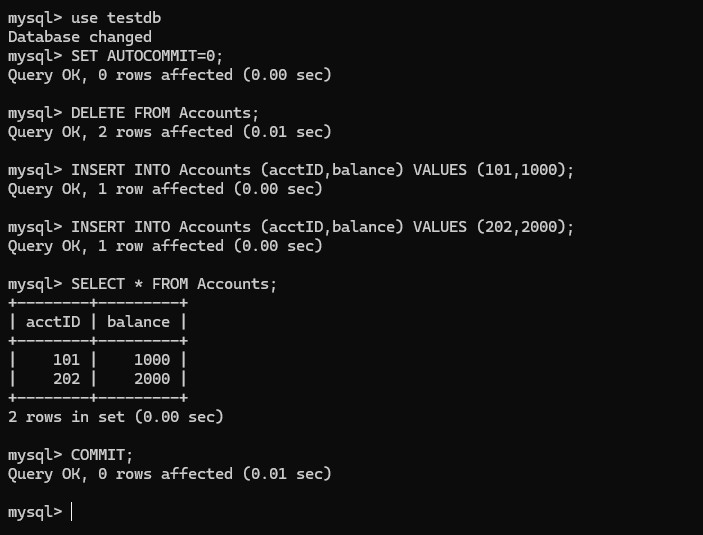 mysql> use testdb
Database changed
mysql> SET AUTOCOMMIT=0;
Query OK, 0 rows affected (0.00 sec)
mysql> DELETE FROM Accounts;
Query OK, 2 rows affected (0.01 sec)
mysql> INSERT INTO Accounts (acctID,balance) VALUES (101,1000);
Query OK, 1 row affected (0.00 sec)
mysql> INSERT INTO Accounts (acctID,balance) VALUES (202,2000);
Query OK, 1 row affected (0.00 sec)
mysql> SELECT * FROM Accounts;
+--------+---------+
| acctID | balance |
+--------+---------+
|    101 |    1000 |
|    202 |    2000 |
+--------+---------+
2 rows in set (0.00 sec)
mysql> COMMIT;
Query OK, 0 rows affected (0.01 sec)
mysql>